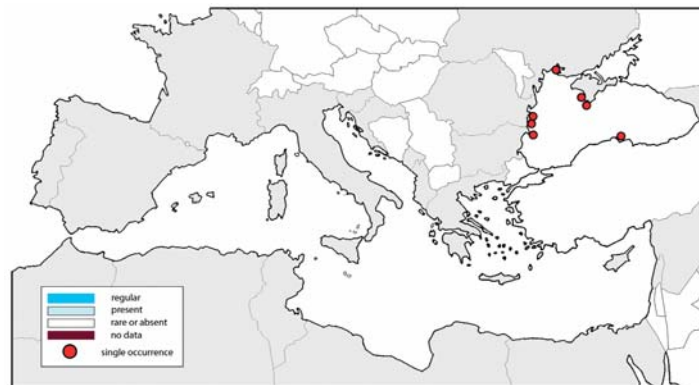 regular
present
rare or absent
no data
single occurrence